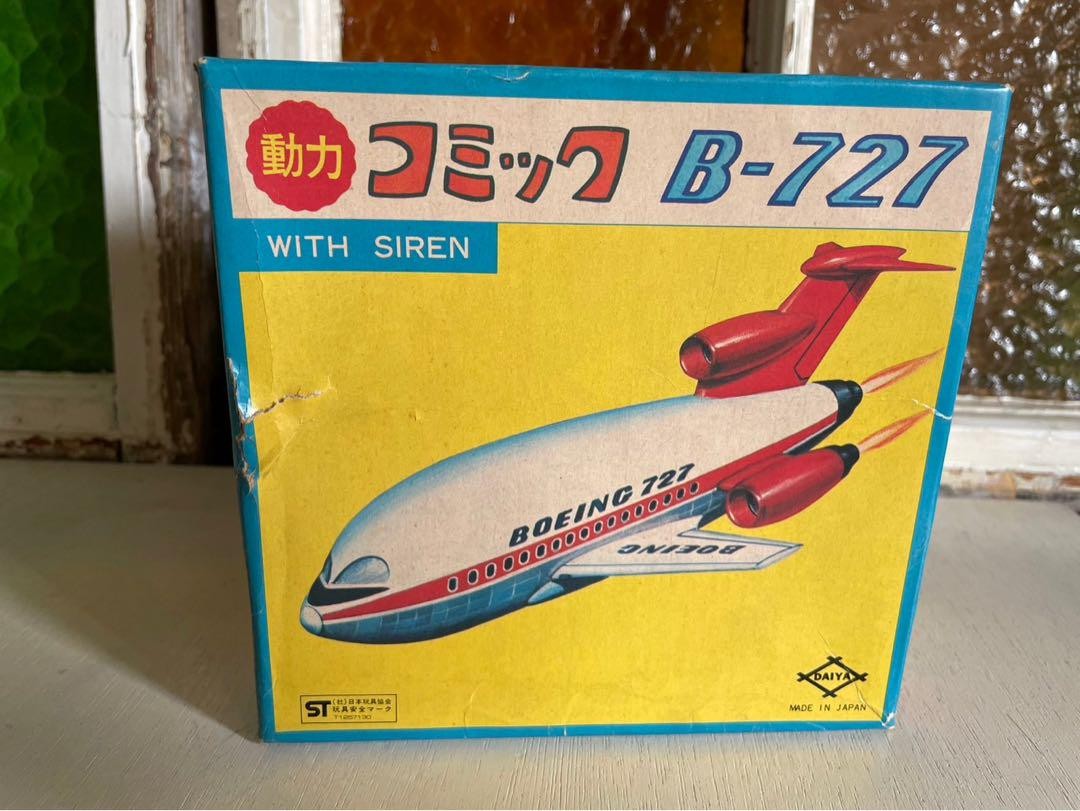 動力 コミック B-727
WITH SIREN
BOEING 727
BOEING
ST (社)日本玩具協会
玩具安全マーク
T1257130
DAIYA
MADE IN JAPAN